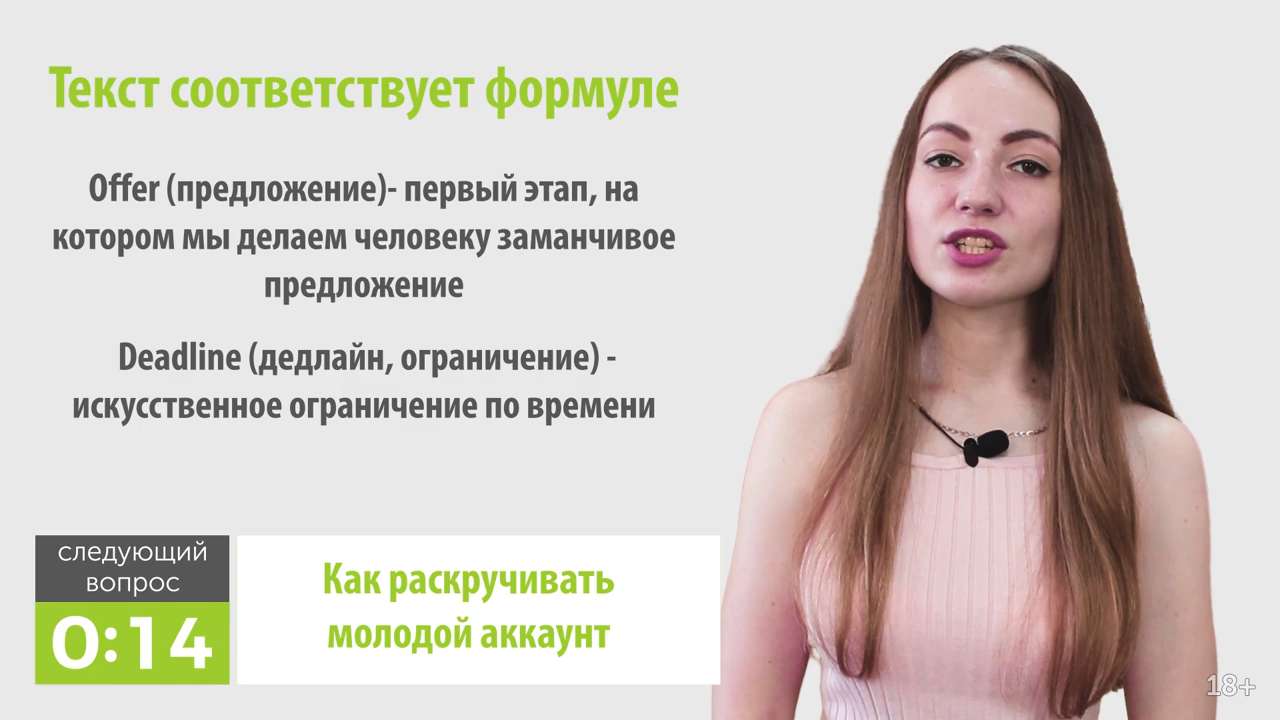 Текст соответствует формуле
Offer (предложение)- первый этап, на
котором мы делаем человеку заманчивое
предложение
Deadline (дедлайн, ограничение) -
искусственное ограничение по времени
следующий
вопрос
0:14
Как раскручивать
молодой аккаунт
18+